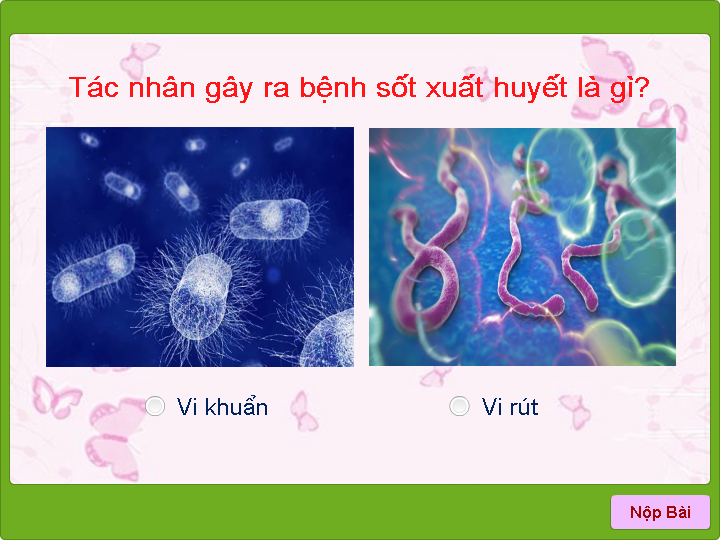 Tác nhân gây ra bệnh sốt xuất huyết là gì?
Vi khuẩn
Vi rút
Nộp Bài